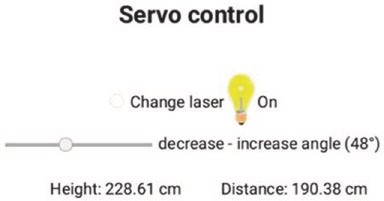 Servo control
Change laser On
decrease - increase angle (48°)
Height: 228.61 cm Distance: 190.38 cm